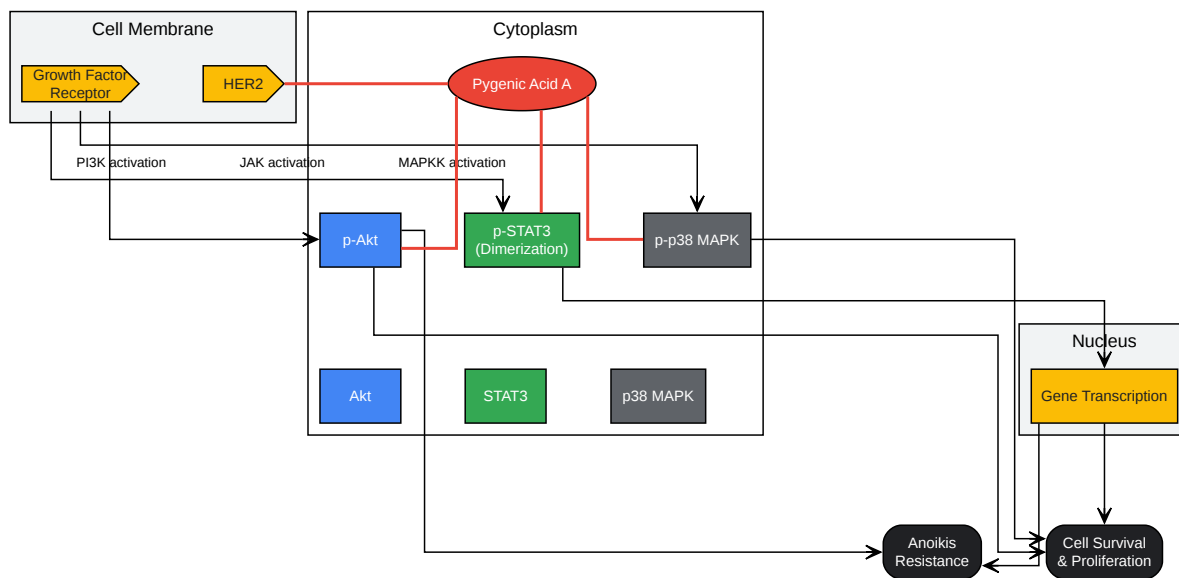 Cell Membrane
Cytoplasm
Growth Factor
Receptor
HER2
Pygenic Acid A
PI3K activation
JAK activation
MAPKK activation
p-Akt
p-STAT3
(Dimerization)
p-p38 MAPK
Nucleus
Akt
STAT3
p38 MAPK
Gene Transcription
Anoikis
Resistance
Cell Survival
& Proliferation